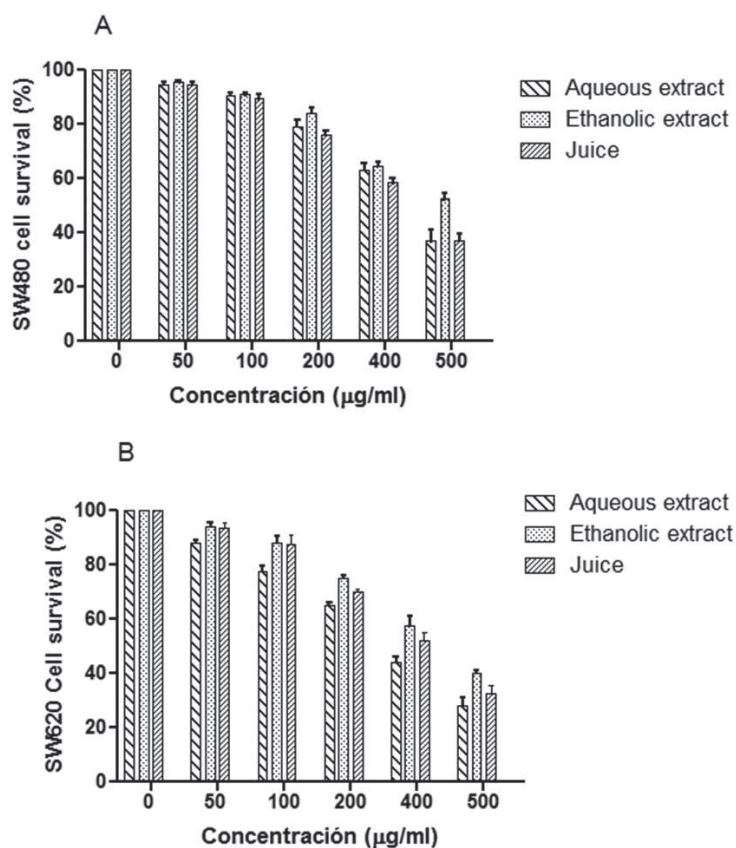 A
SW480 cell survival (%)
100
80
60
40
20
0
0 50 100 200 400 500
Concentración (μg/ml)
Aqueous extract
Ethanolic extract
Juice
B
SW620 Cell survival (%)
100
80
60
40
20
0
0 50 100 200 400 500
Concentración (μg/ml)
Aqueous extract
Ethanolic extract
Juice